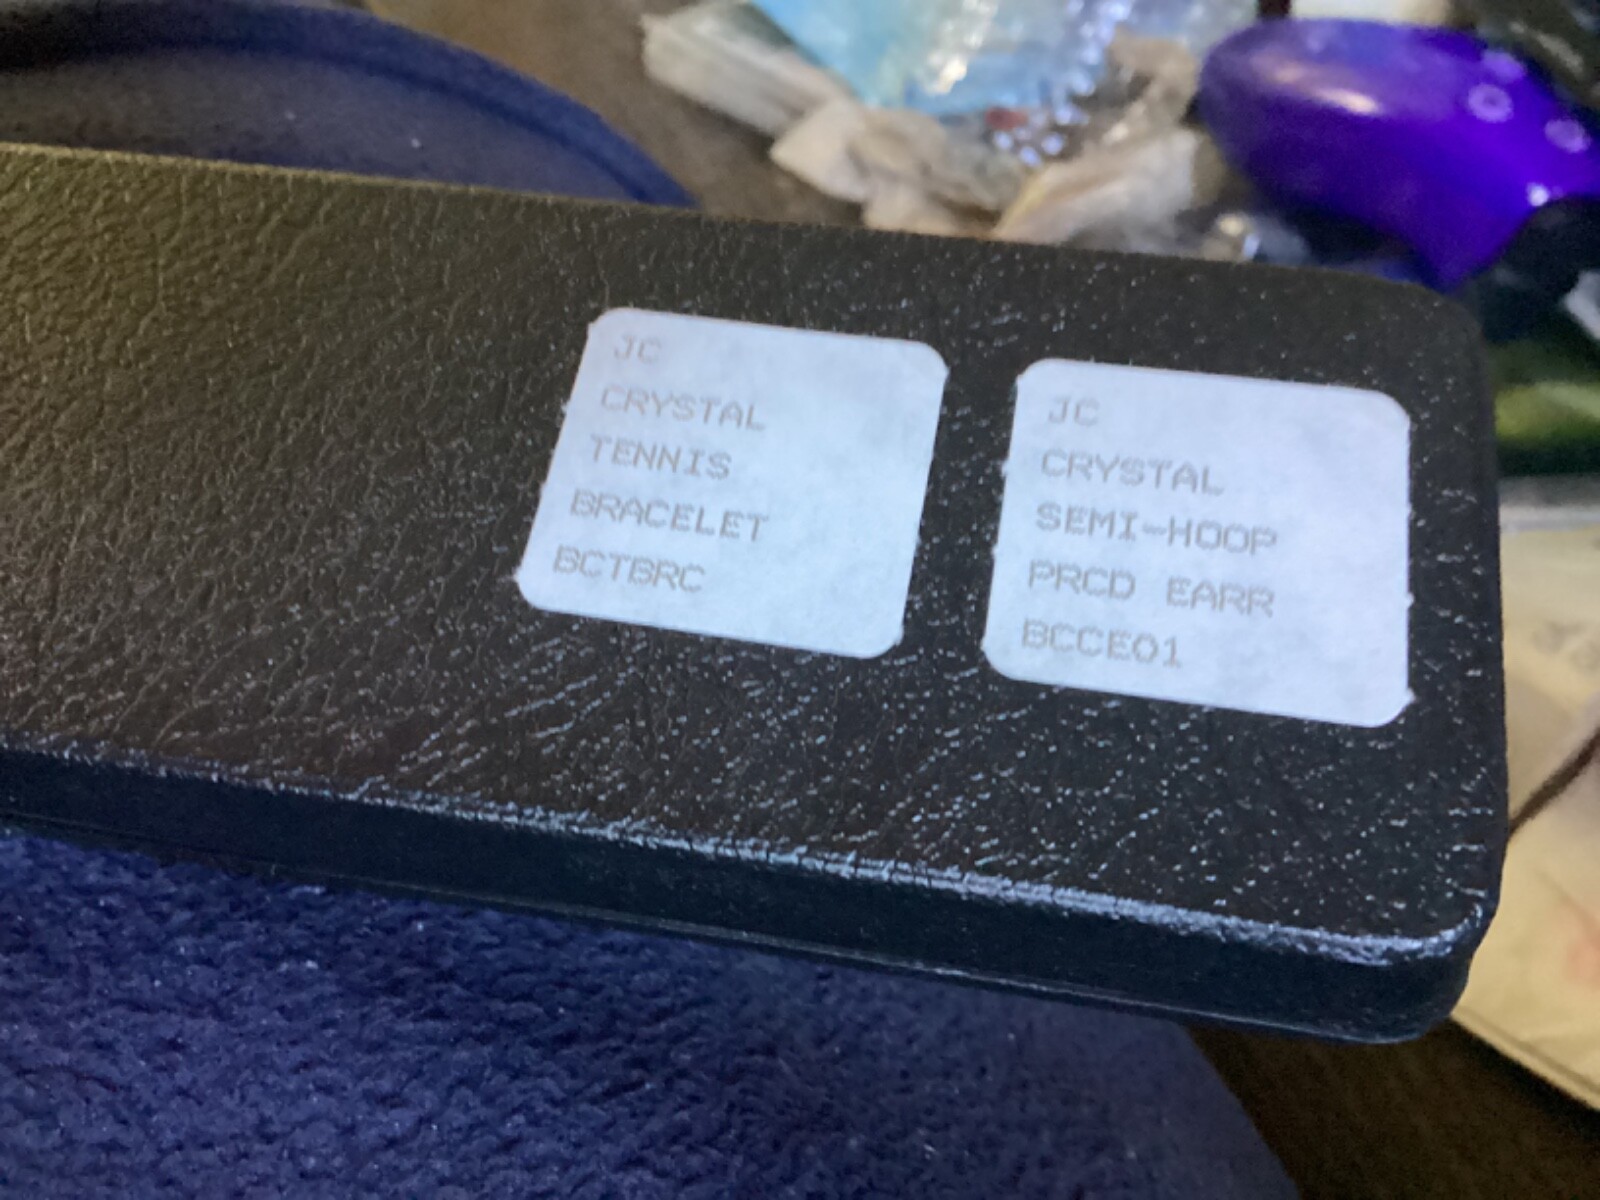 JC
CRYSTAL
TENNIS
BRACELET
BCTBRC
JC
CRYSTAL
SEMI-HOOP
PRCD EARR
BCCE01